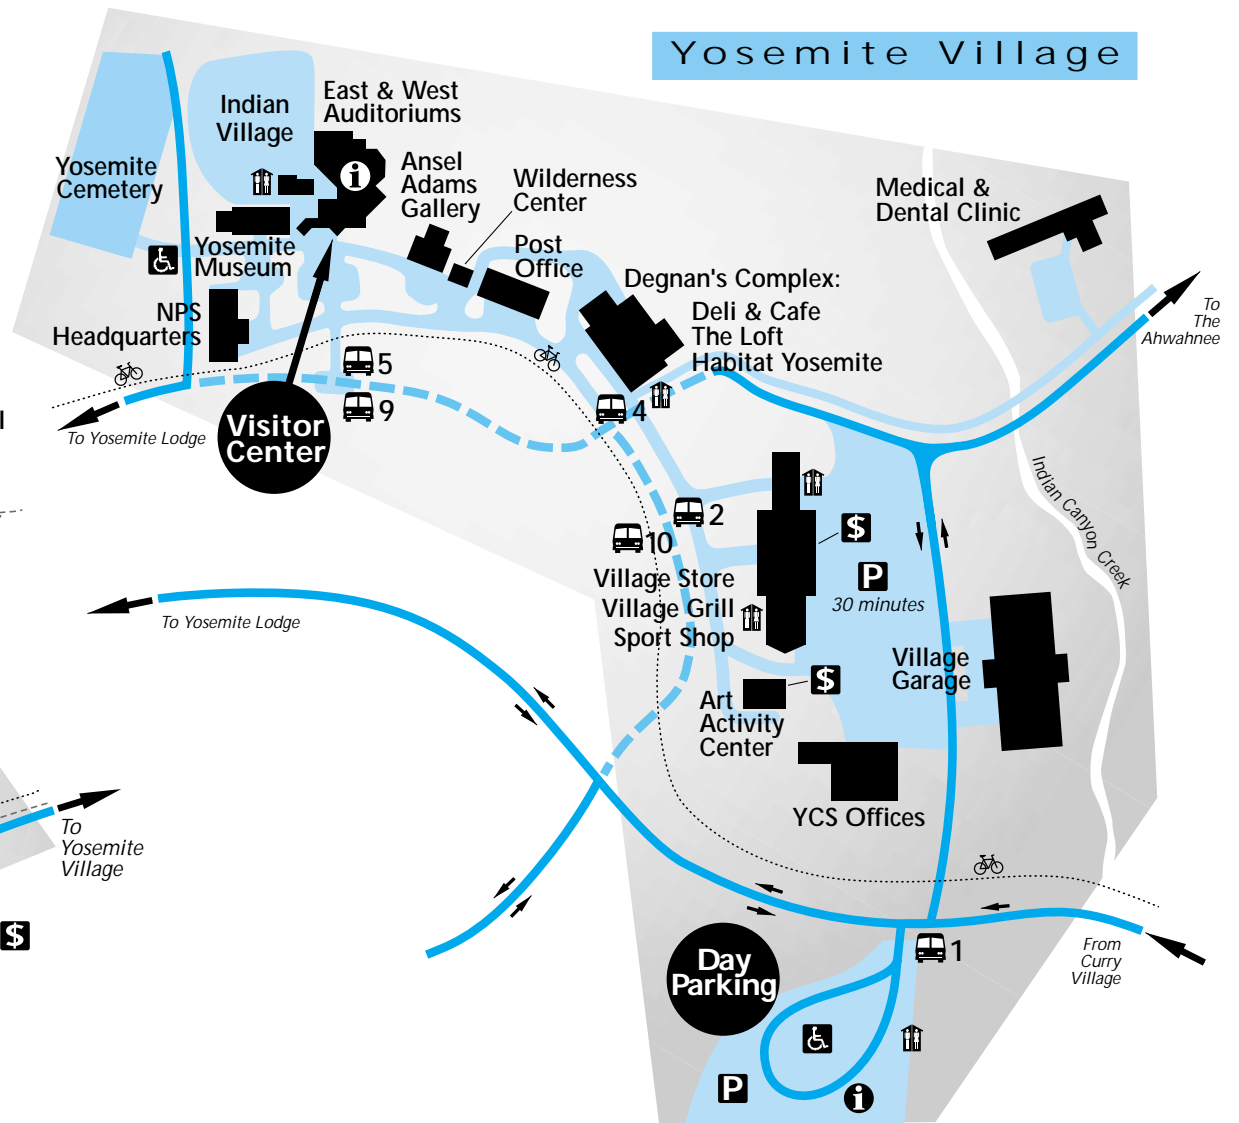 Yosemite Village
East & West
Auditoriums
Indian
Village
Yosemite
Cemetery
i
Ansel
Adams
Gallery
Wilderness
Center
Medical &
Dental Clinic
Yosemite
Museum
Post
Office
Degnan's Complex:
Deli & Cafe
The Loft
Habitat Yosemite
NPS
Headquarters
To
The
Ahwahnee
5
9
4
To Yosemite Lodge
Visitor
Center
l
Indian Canyon Creek
2
10
$
Village Store
Village Grill
Sport Shop
P
30 minutes
To Yosemite Lodge
Village
Garage
$
Art
Activity
Center
YCS Offices
To
Yosemite
Village
$
Day
Parking
1
From
Curry
Village
P
i